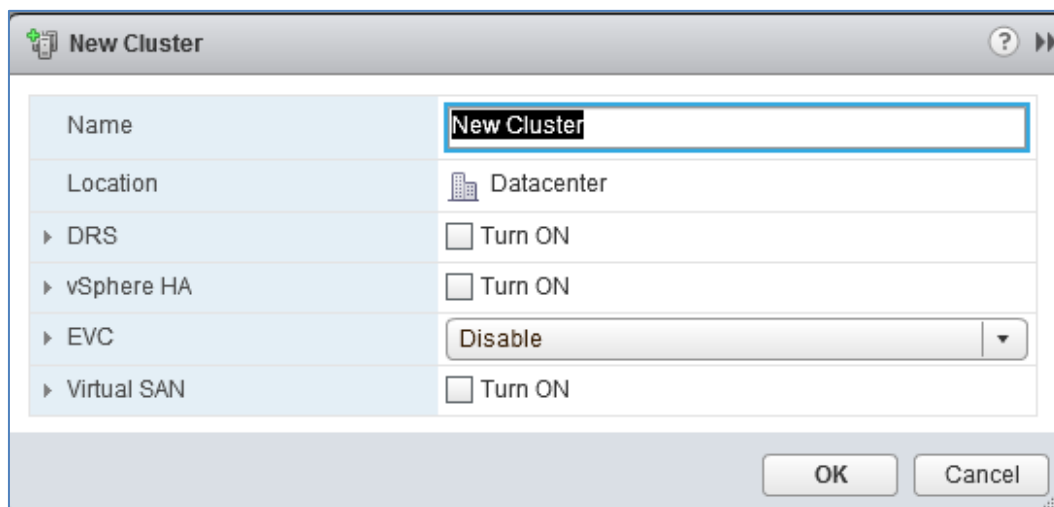 New Cluster
?
Name New Cluster
Location Datacenter
DRS Turn ON
vSphere HA Turn ON
EVC Disable
Virtual SAN Turn ON
OK Cancel